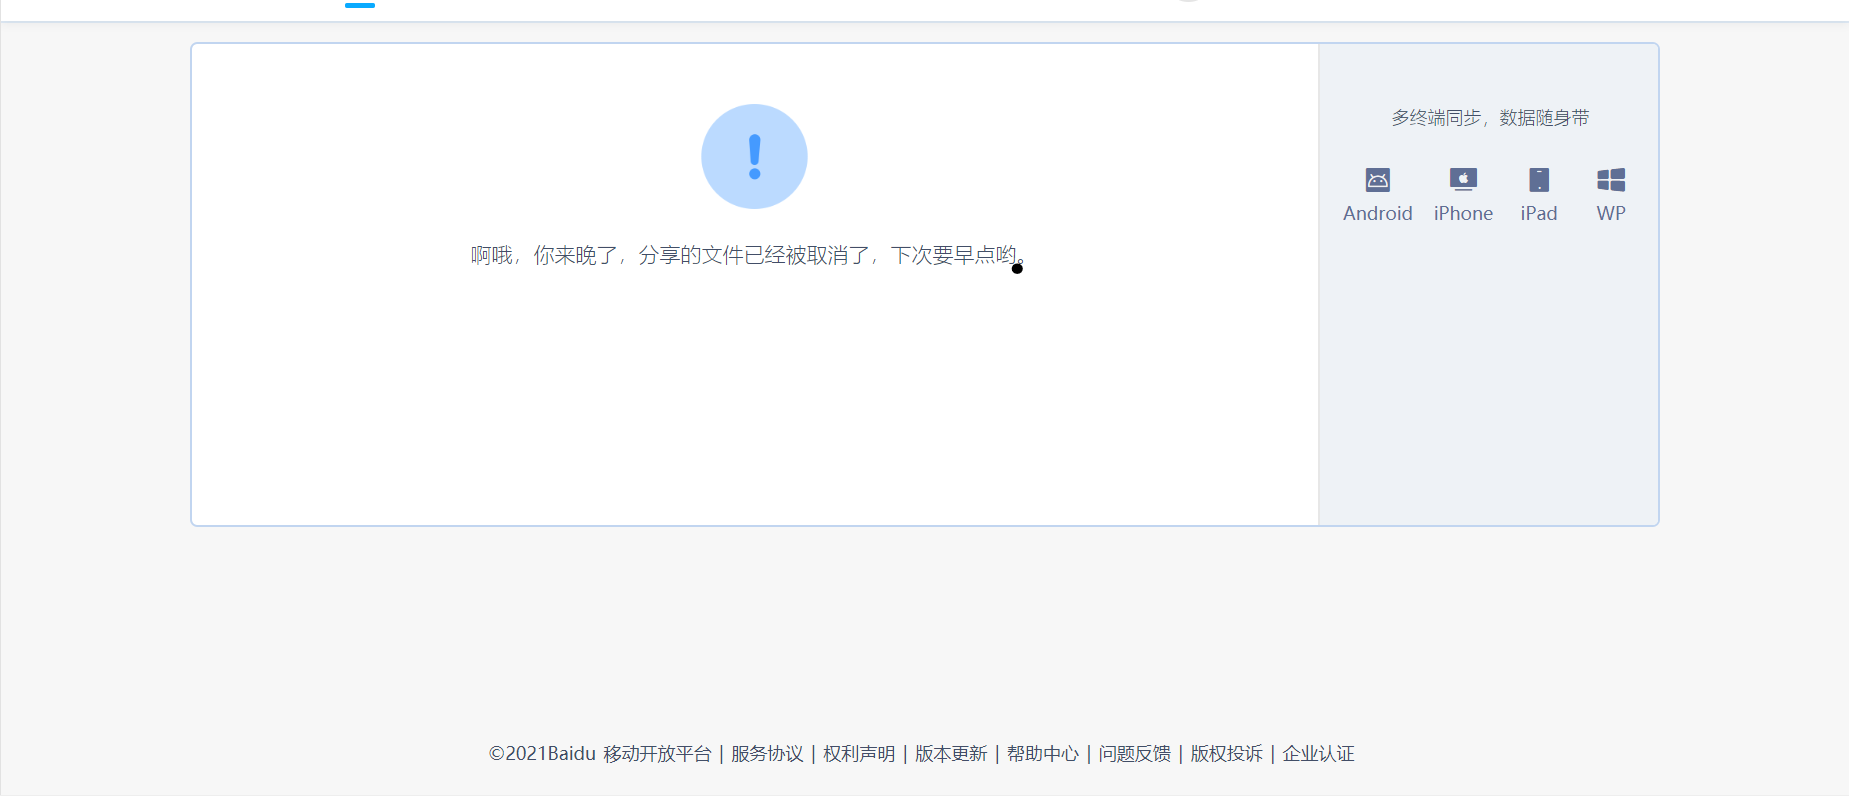 啊哦，你来晚了，分享的文件已经被取消了，下次要早点哟。
多终端同步，数据随身带
Android iPhone iPad WP
©2021Baidu 移动开放平台 | 服务协议 | 权利声明 | 版本更新 | 帮助中心 | 问题反馈 | 版权投诉 | 企业认证